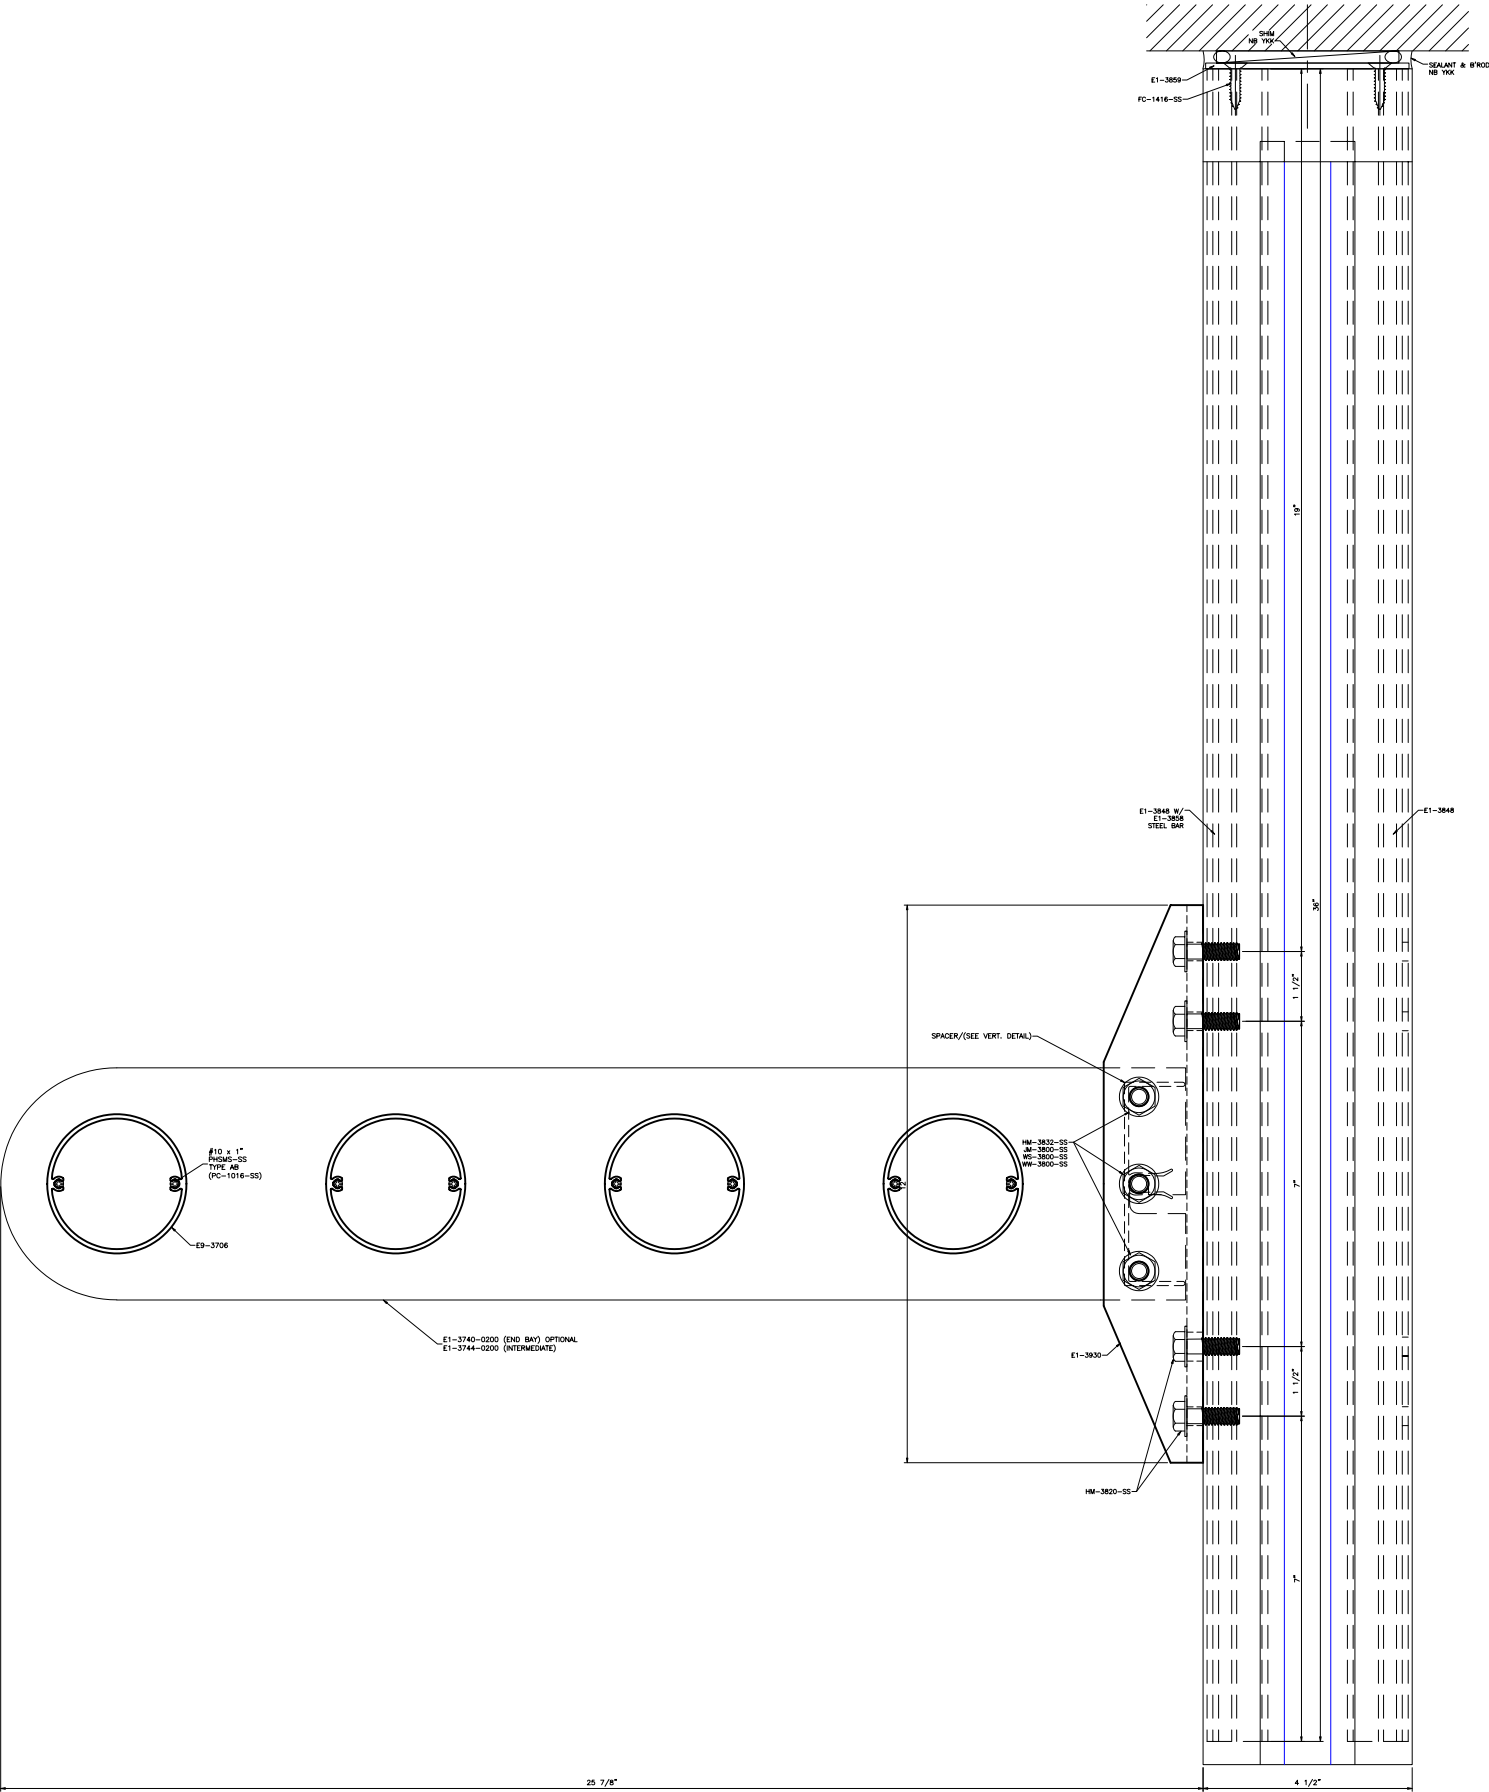 SHIM
NB YKK
SEALANT & B'ROD
NB YKK
E1-3859
FC-1416-SS
19"
E1-3848 W/
E1-3858
STEEL BAR
E1-3848
36"
1 1/2"
SPACER/(SEE VERT. DETAIL)
HM-3832-SS
JM-3800-SS
WS-3800-SS
WW-3800-SS
#10 x 1"
PHSMS-SS
TYPE AB
(PC-1016-SS)
12
7"
E9-3706
E1-3740-0200 (END BAY) OPTIONAL
E1-3744-0200 (INTERMEDIATE)
E1-3930
1 1/2"
HM-3820-SS
7"
25 7/8"
4 1/2"